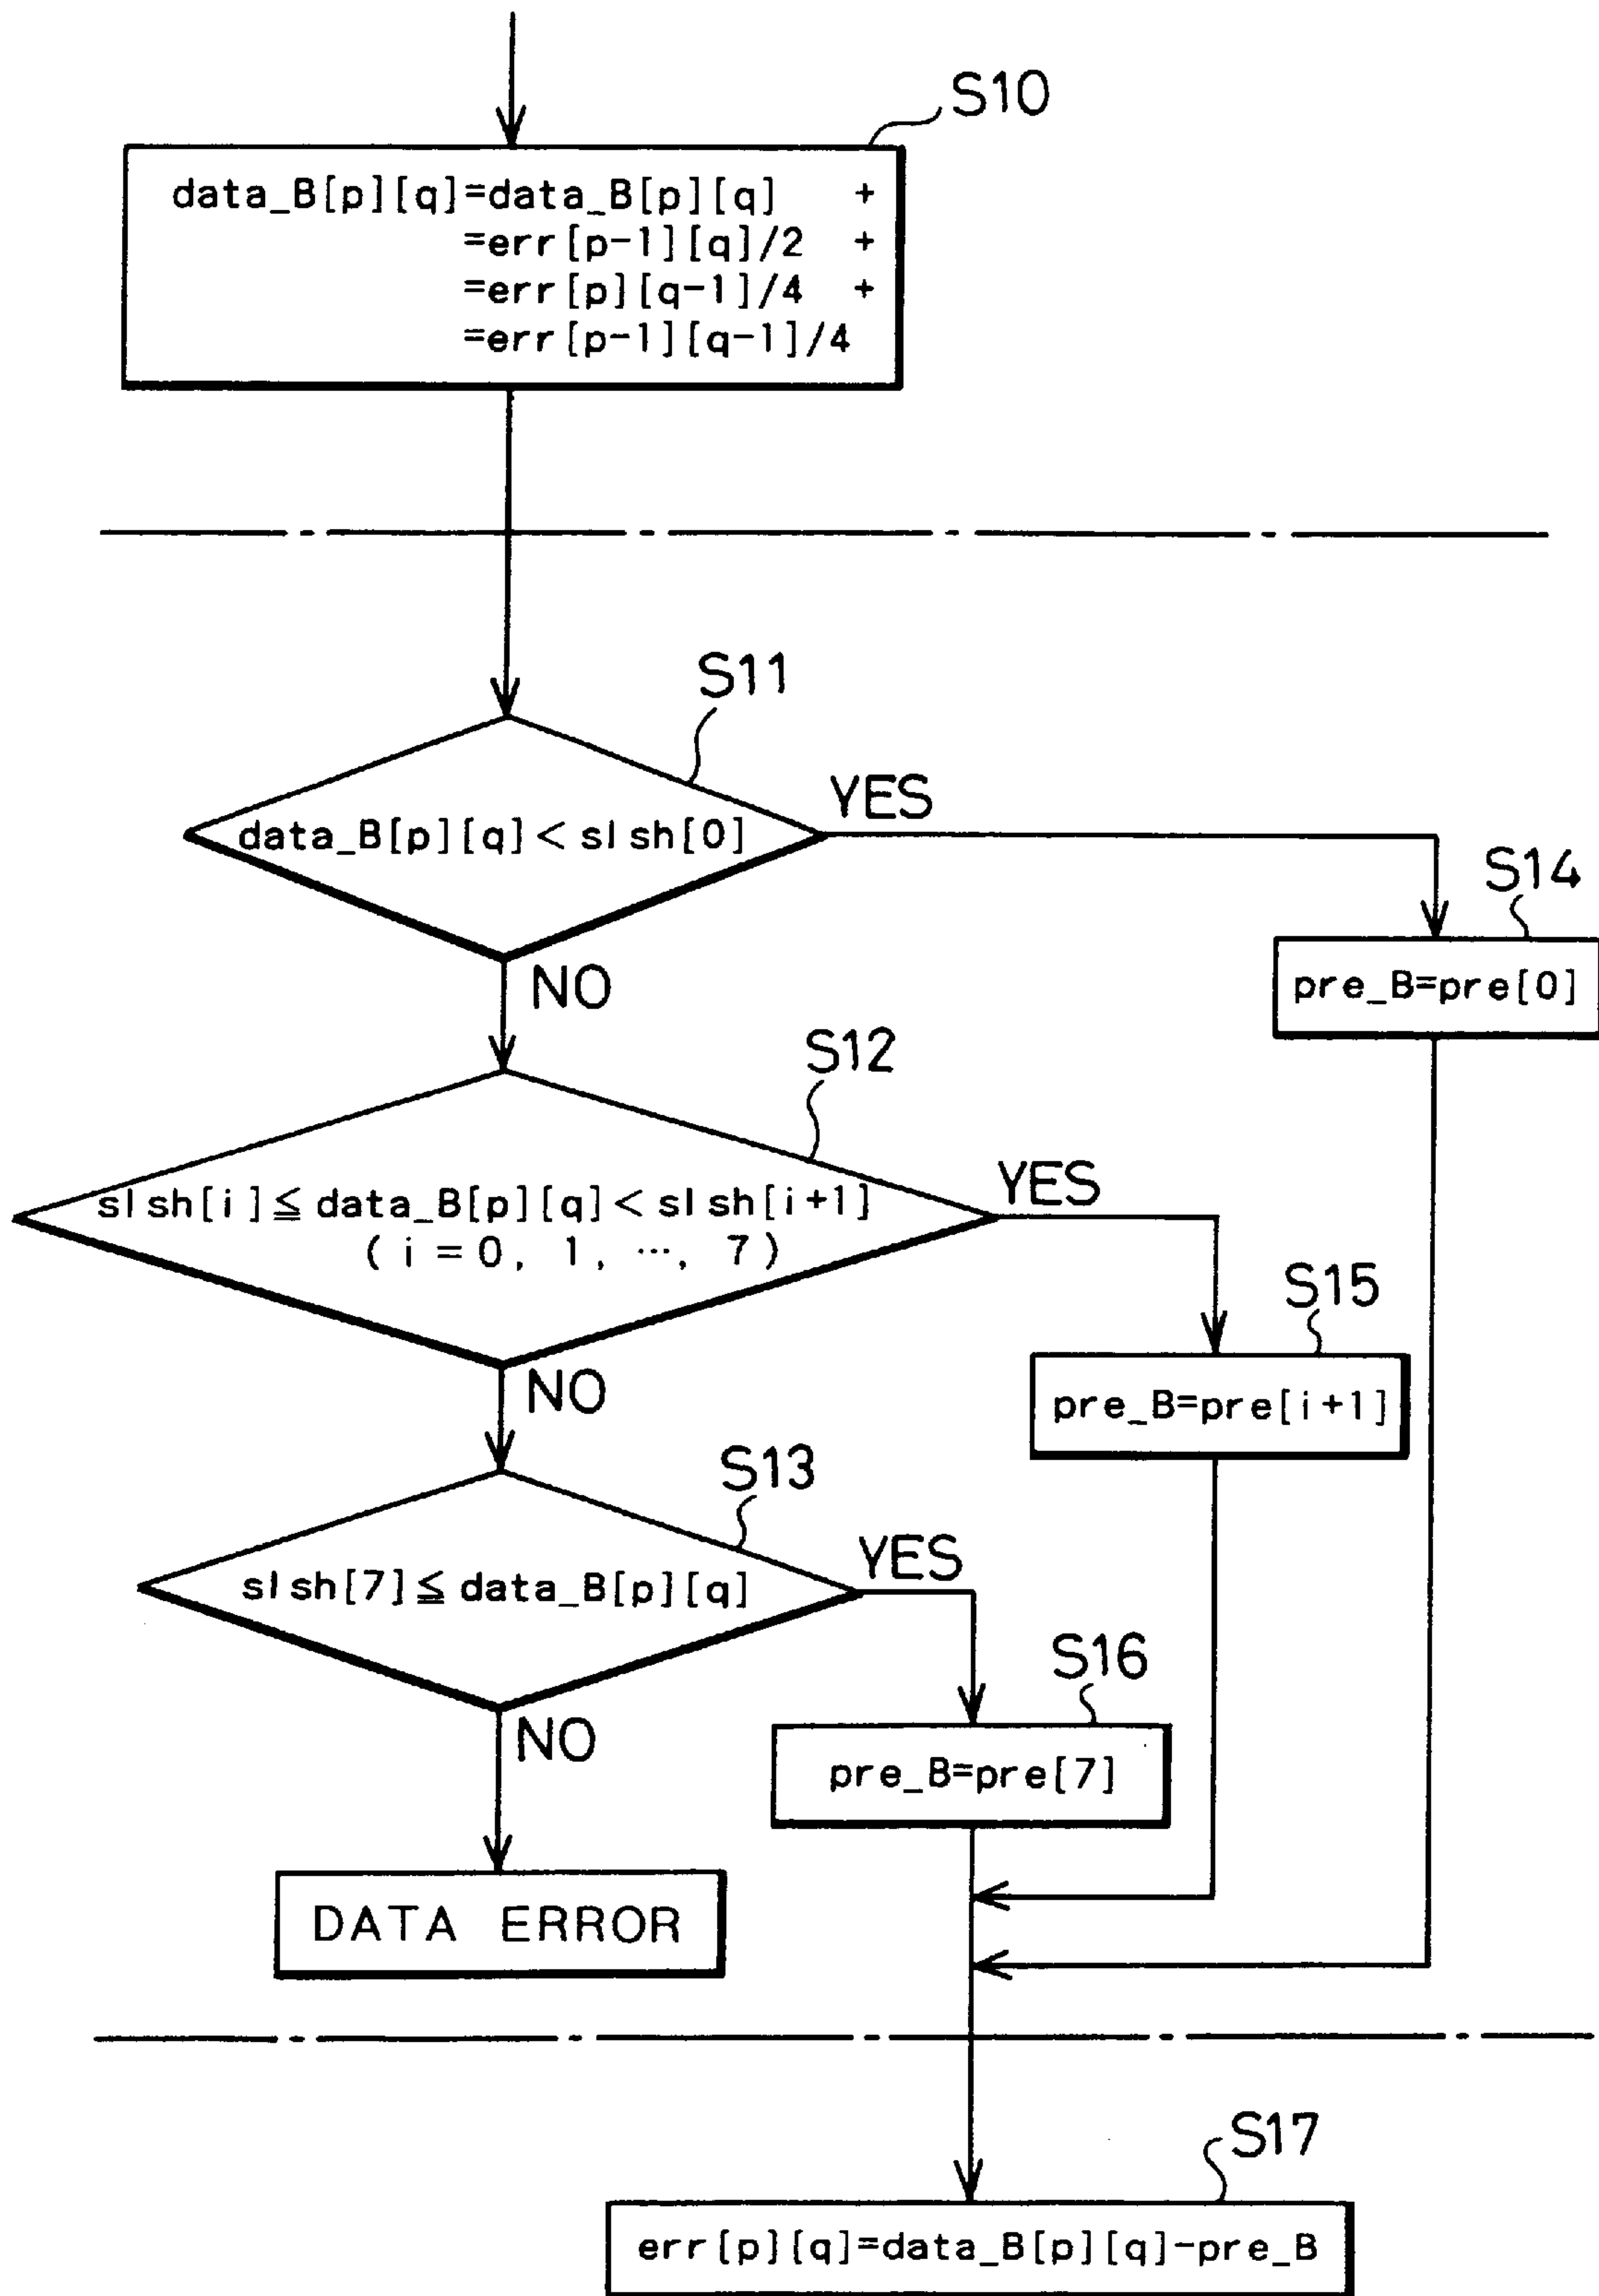 S10
data_B[p][q]=data_B[p][q] +
=err[p-1][q]/2 +
=err[p][q-1]/4 +
=err[p-1][q-1]/4
S11
data_B[p][q]<slsh[0]
YES
NO
S14
pre_B=pre[0]
S12
slsh[i]≦data_B[p][q]<slsh[i+1]
(i=0, 1, …, 7)
YES
NO
S15
pre_B=pre[i+1]
S13
slsh[7]≦data_B[p][q]
YES
NO
S16
pre_B=pre[7]
DATA ERROR
S17
err[p][q]=data_B[p][q]-pre_B